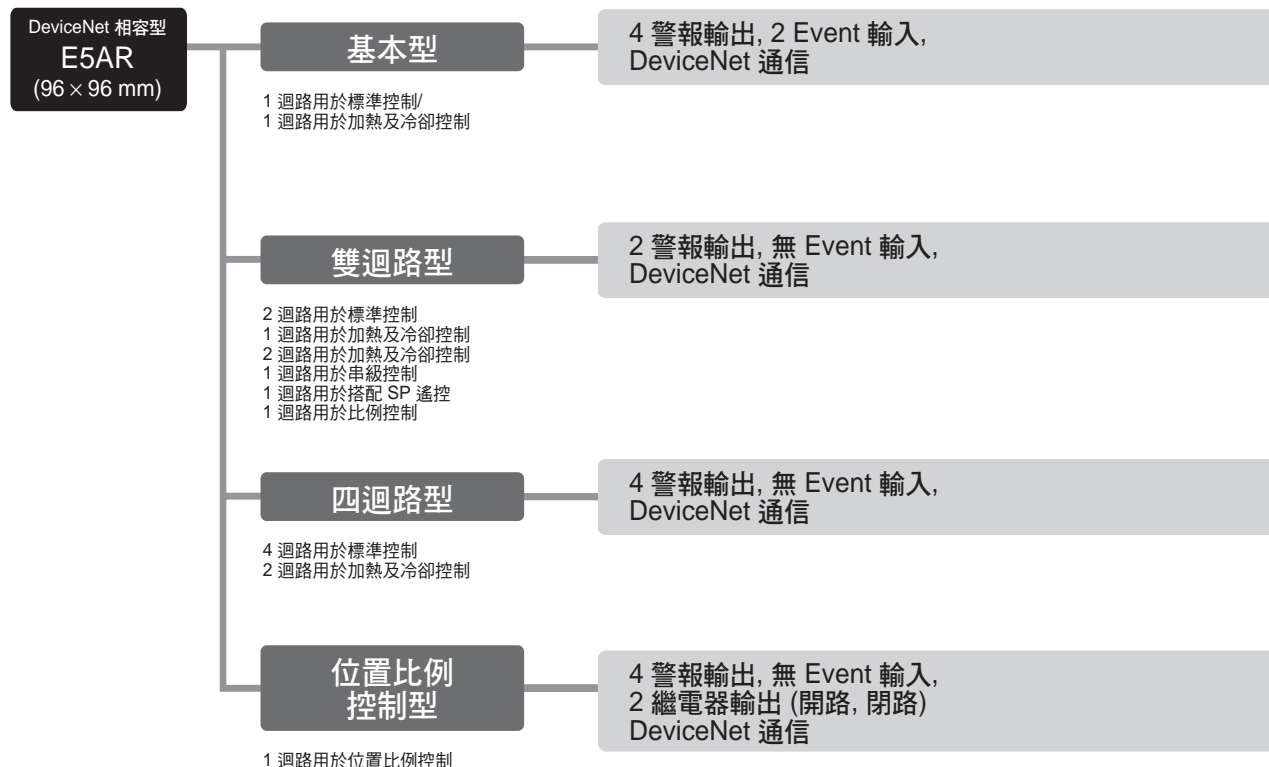 DeviceNet 相容型
E5AR
(96 × 96 mm)
基本型
4 警報輸出, 2 Event 輸入,
DeviceNet 通信
1 迴路用於標準控制/
1 迴路用於加熱及冷卻控制
雙迴路型
2 警報輸出, 無 Event 輸入,
DeviceNet 通信
2 迴路用於標準控制
1 迴路用於加熱及冷卻控制
2 迴路用於加熱及冷卻控制
1 迴路用於串級控制
1 迴路用於搭配 SP 遙控
1 迴路用於比例控制
四迴路型
4 警報輸出, 無 Event 輸入,
DeviceNet 通信
4 迴路用於標準控制
2 迴路用於加熱及冷卻控制
位置比例
控制型
4 警報輸出, 無 Event 輸入,
2 繼電器輸出 (開路, 閉路)
DeviceNet 通信
1 迴路用於位置比例控制